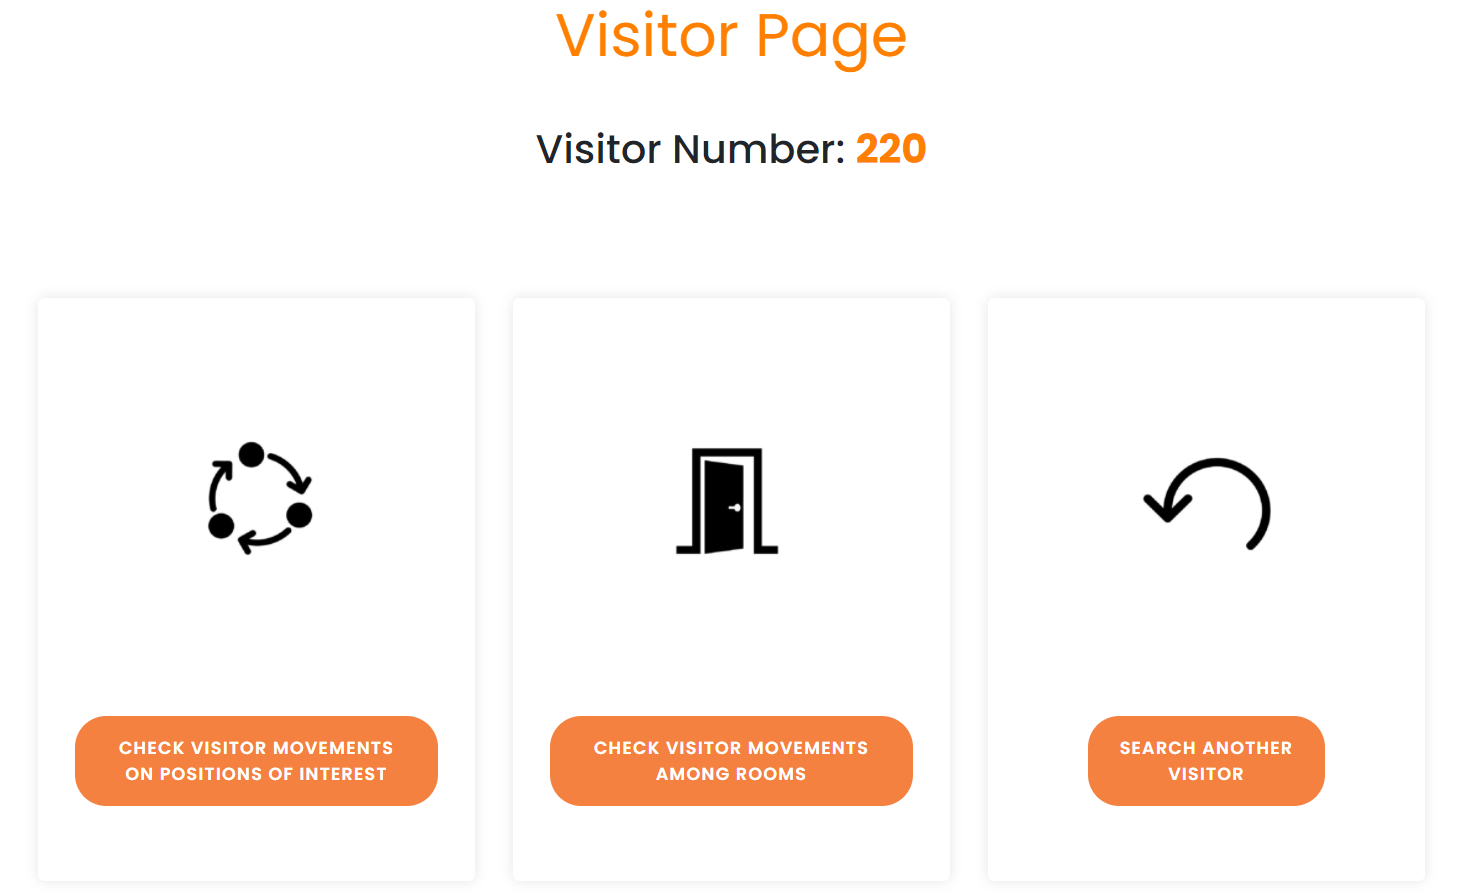 Visitor Page
Visitor Number: 220
CHECK VISITOR MOVEMENTS
ON POSITIONS OF INTEREST
CHECK VISITOR MOVEMENTS
AMONG ROOMS
SEARCH ANOTHER
VISITOR